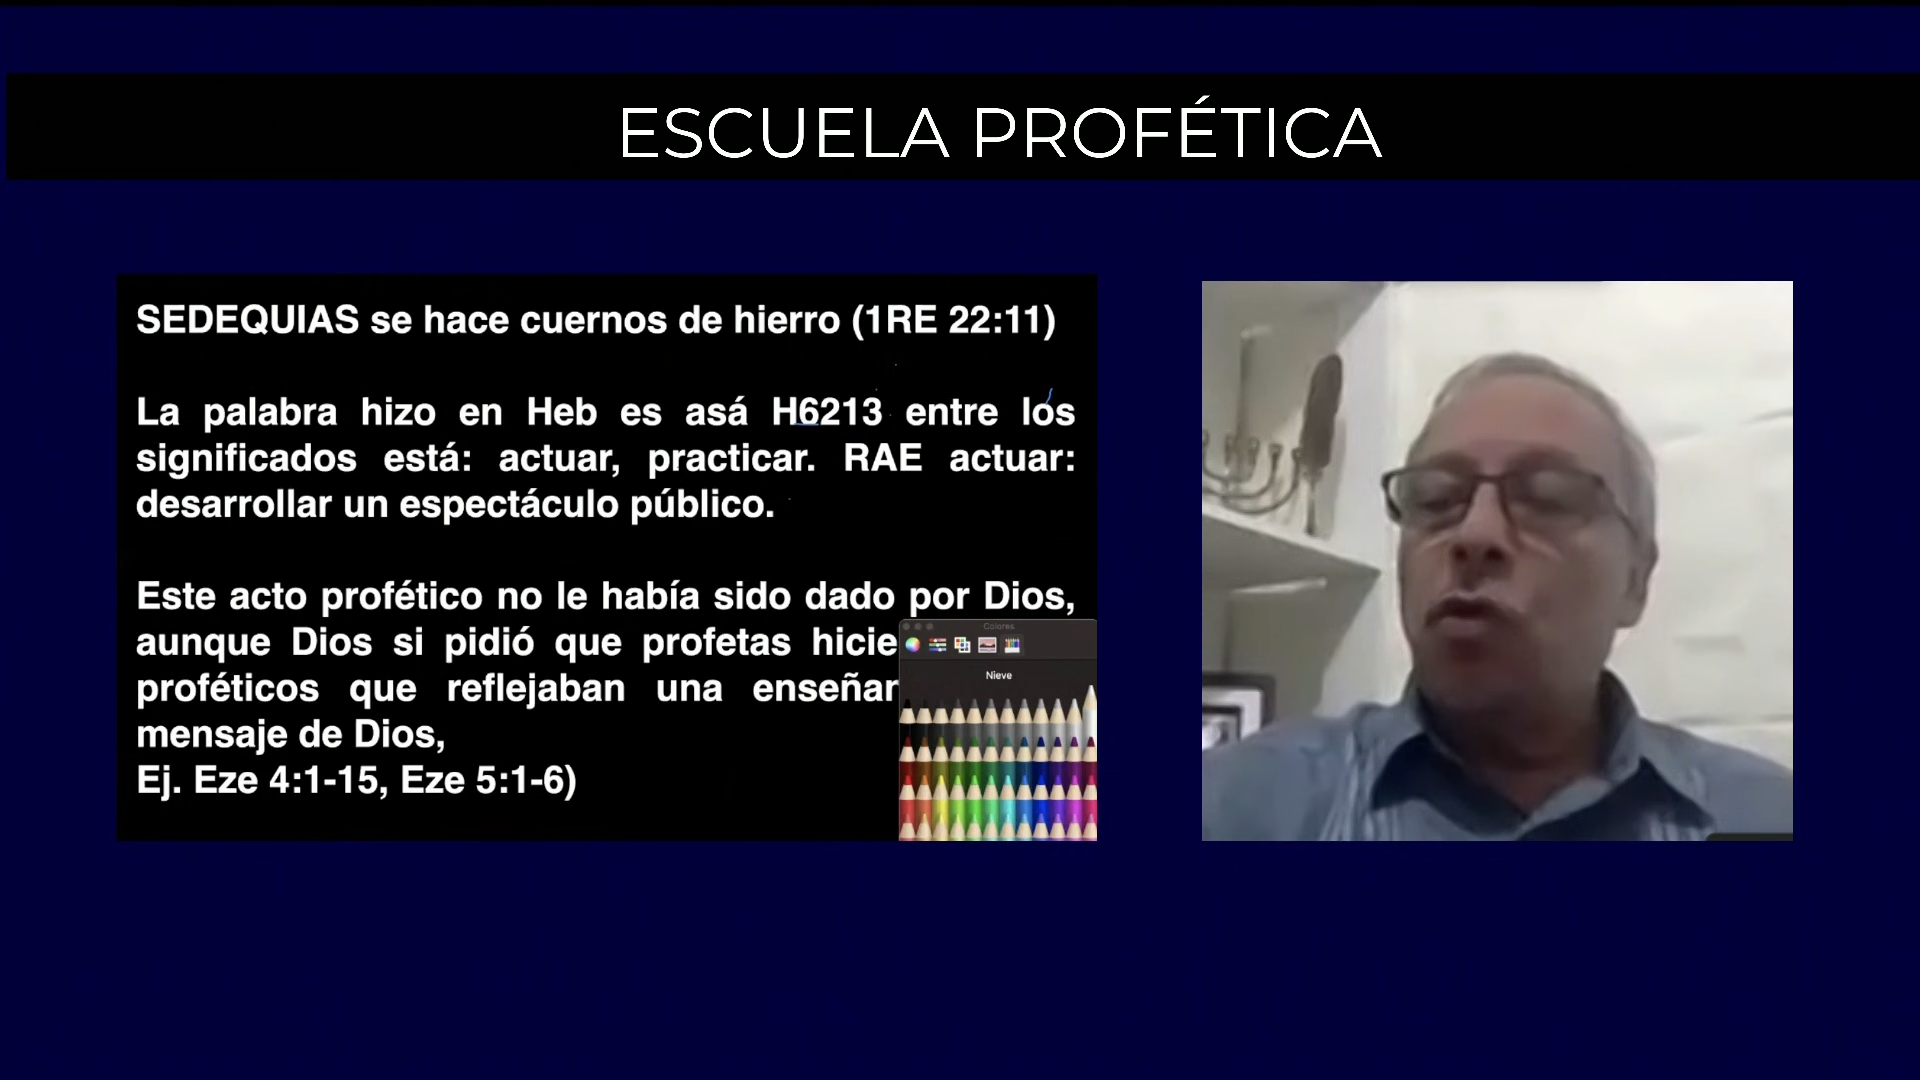 ESCUELA PROFÉTICA
SEDEQUIAS se hace cuernos de hierro (1RE 22:11)
La palabra hizo en Heb es asá H6213 entre los
significados está: actuar, practicar. RAE actuar:
desarrollar un espectáculo público.
Este acto profético no le había sido dado por Dios,
aunque Dios si pidió que profetas hicie
proféticos que reflejaban una enseñan
mensaje de Dios,
Ej. Eze 4:1-15, Eze 5:1-6)
Colores
Nieve